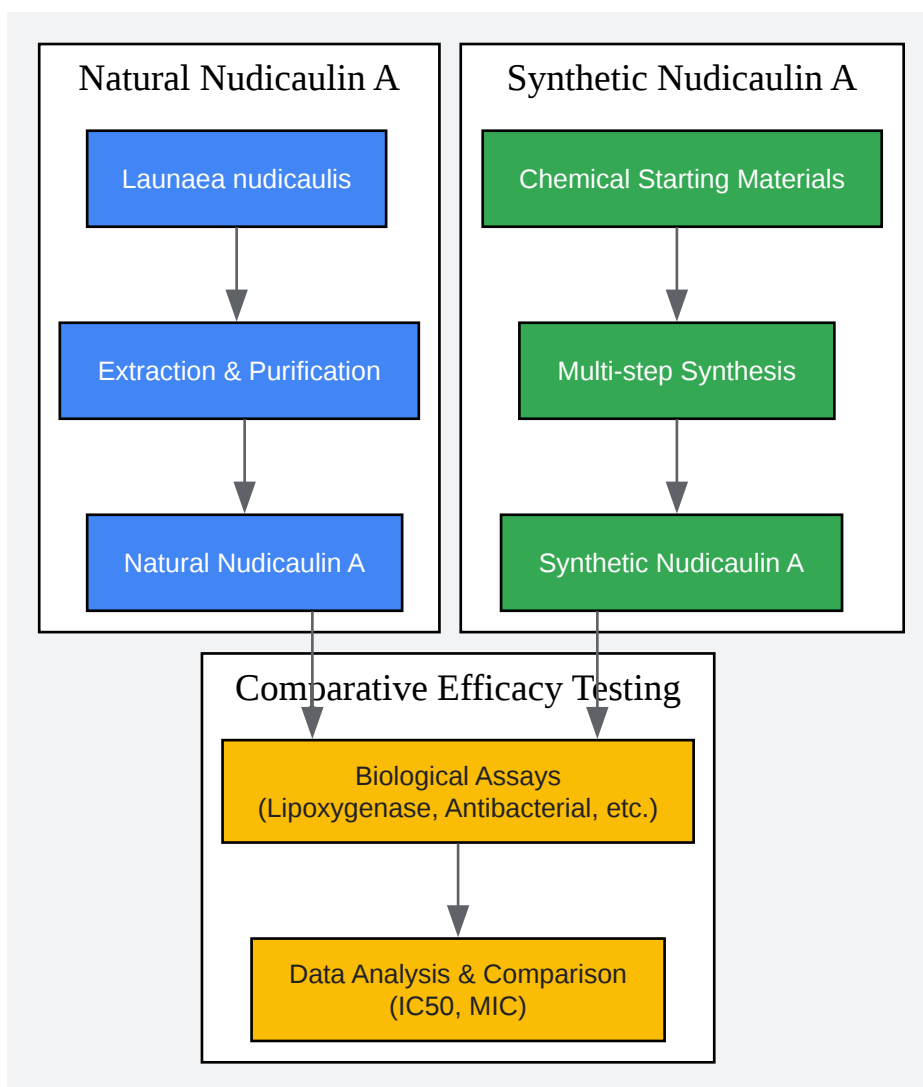 Natural Nudicaulin A
Launaea nudicaulis
Extraction & Purification
Natural Nudicaulin A
Synthetic Nudicaulin A
Chemical Starting Materials
Multi-step Synthesis
Synthetic Nudicaulin A
Comparative Efficacy Testing
Biological Assays
(Lipoxygenase, Antibacterial, etc.)
Data Analysis & Comparison
(IC50, MIC)